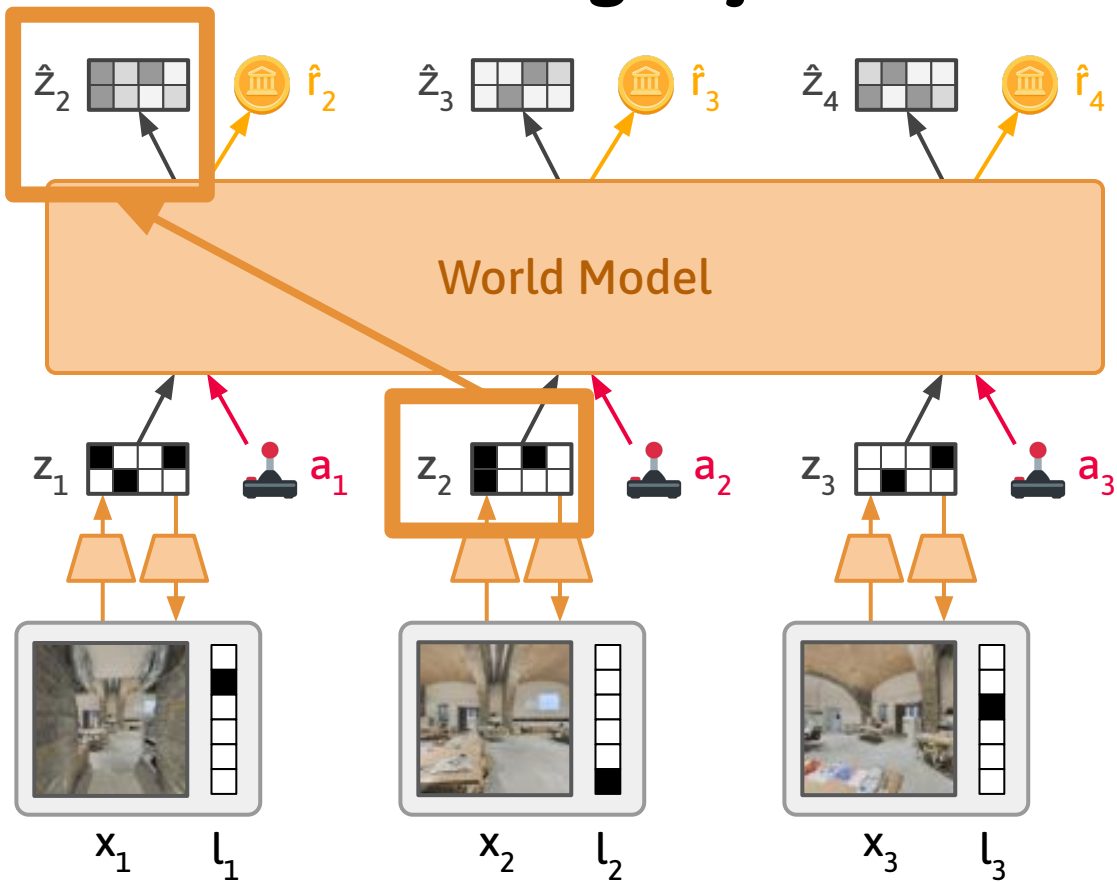 ẑ₂ r̂₂ ẑ₃ r̂₃ ẑ₄ r̂₄
World Model
z₁ a₁ z₂ a₂ z₃ a₃
x₁ l₁ x₂ l₂ x₃ l₃